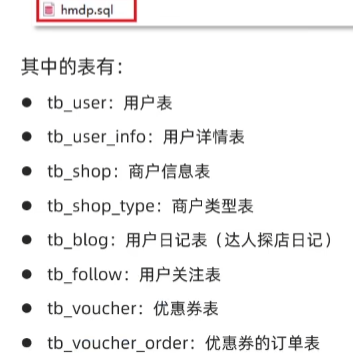 hmdp.sql
其中的表有：
● tb_user：用户表
● tb_user_info：用户详情表
● tb_shop：商户信息表
● tb_shop_type：商户类型表
● tb_blog：用户日记表（达人探店日记）
● tb_follow：用户关注表
● tb_voucher：优惠券表
● tb_voucher_order：优惠券的订单表